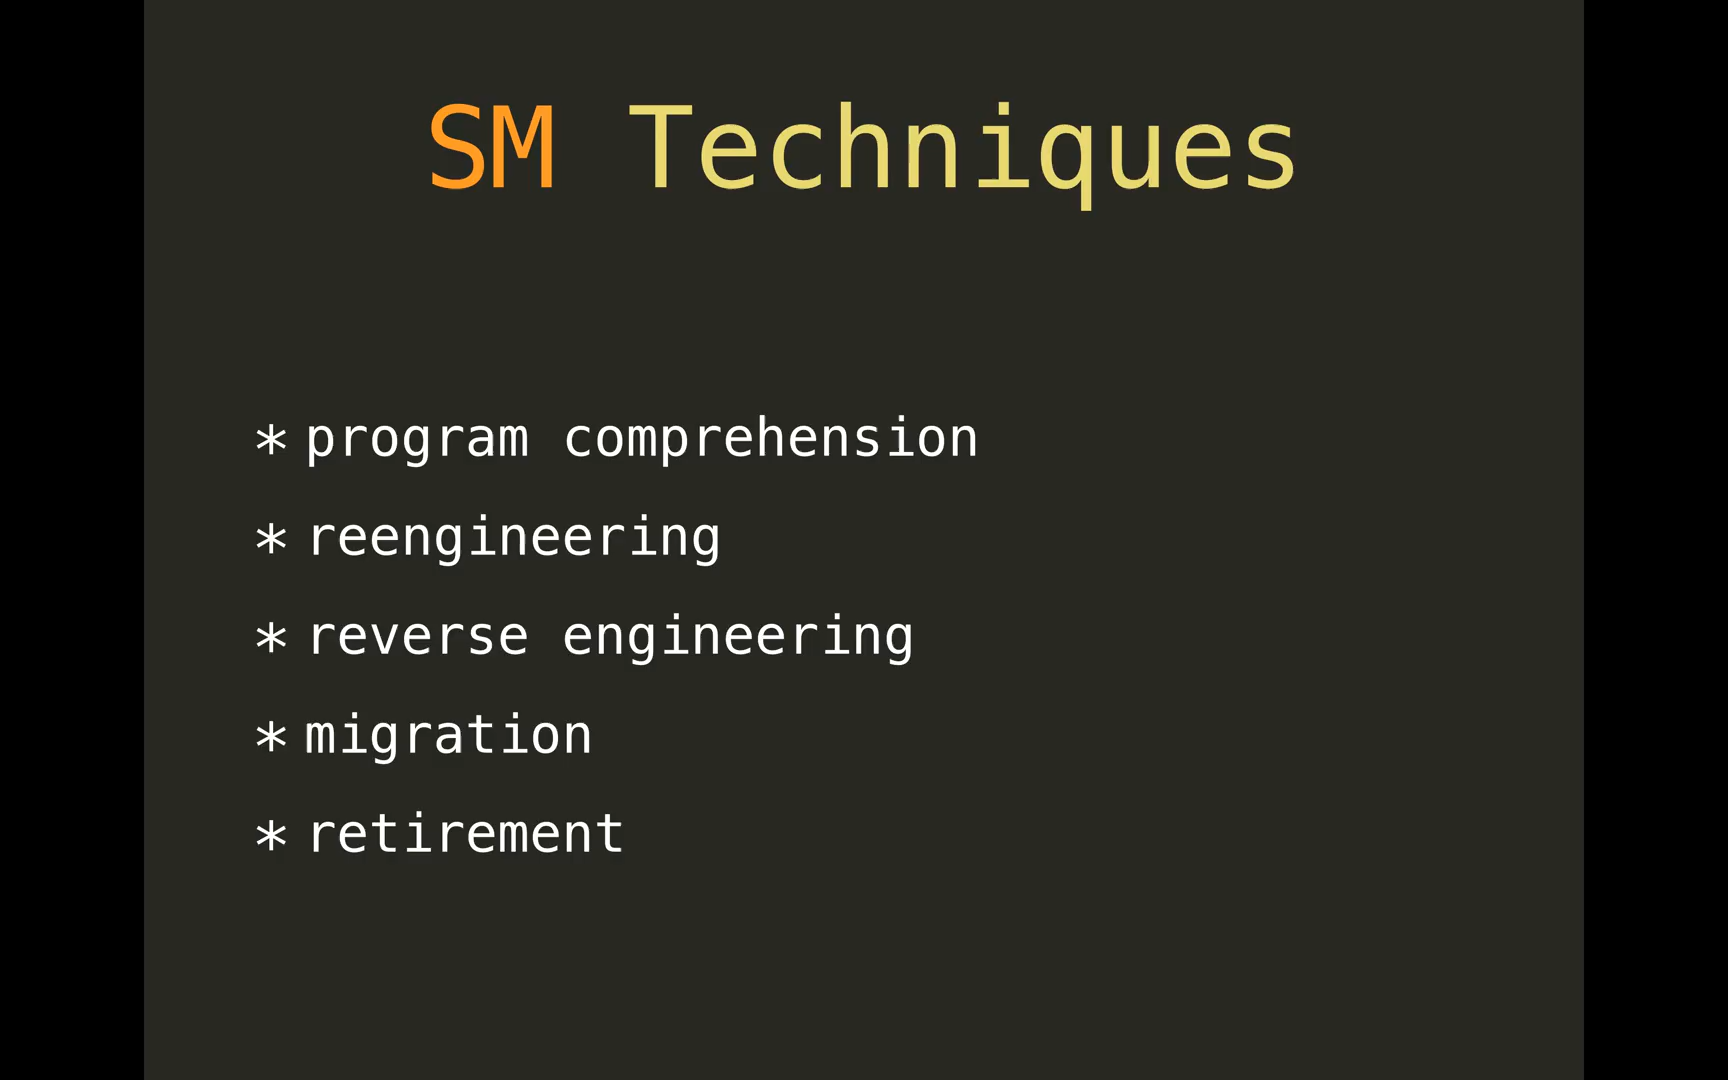 SM Techniques
* program comprehension
* reengineering
* reverse engineering
* migration
* retirement